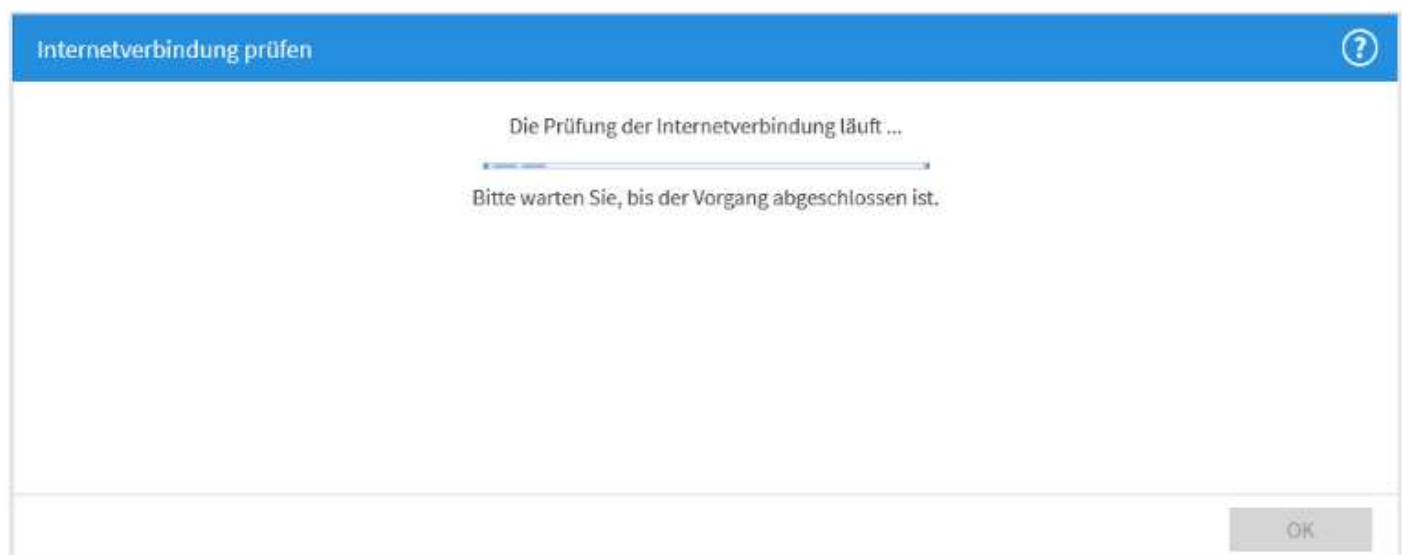 Internetverbindung prüfen
?
Die Prüfung der Internetverbindung läuft ...
Bitte warten Sie, bis der Vorgang abgeschlossen ist.
OK